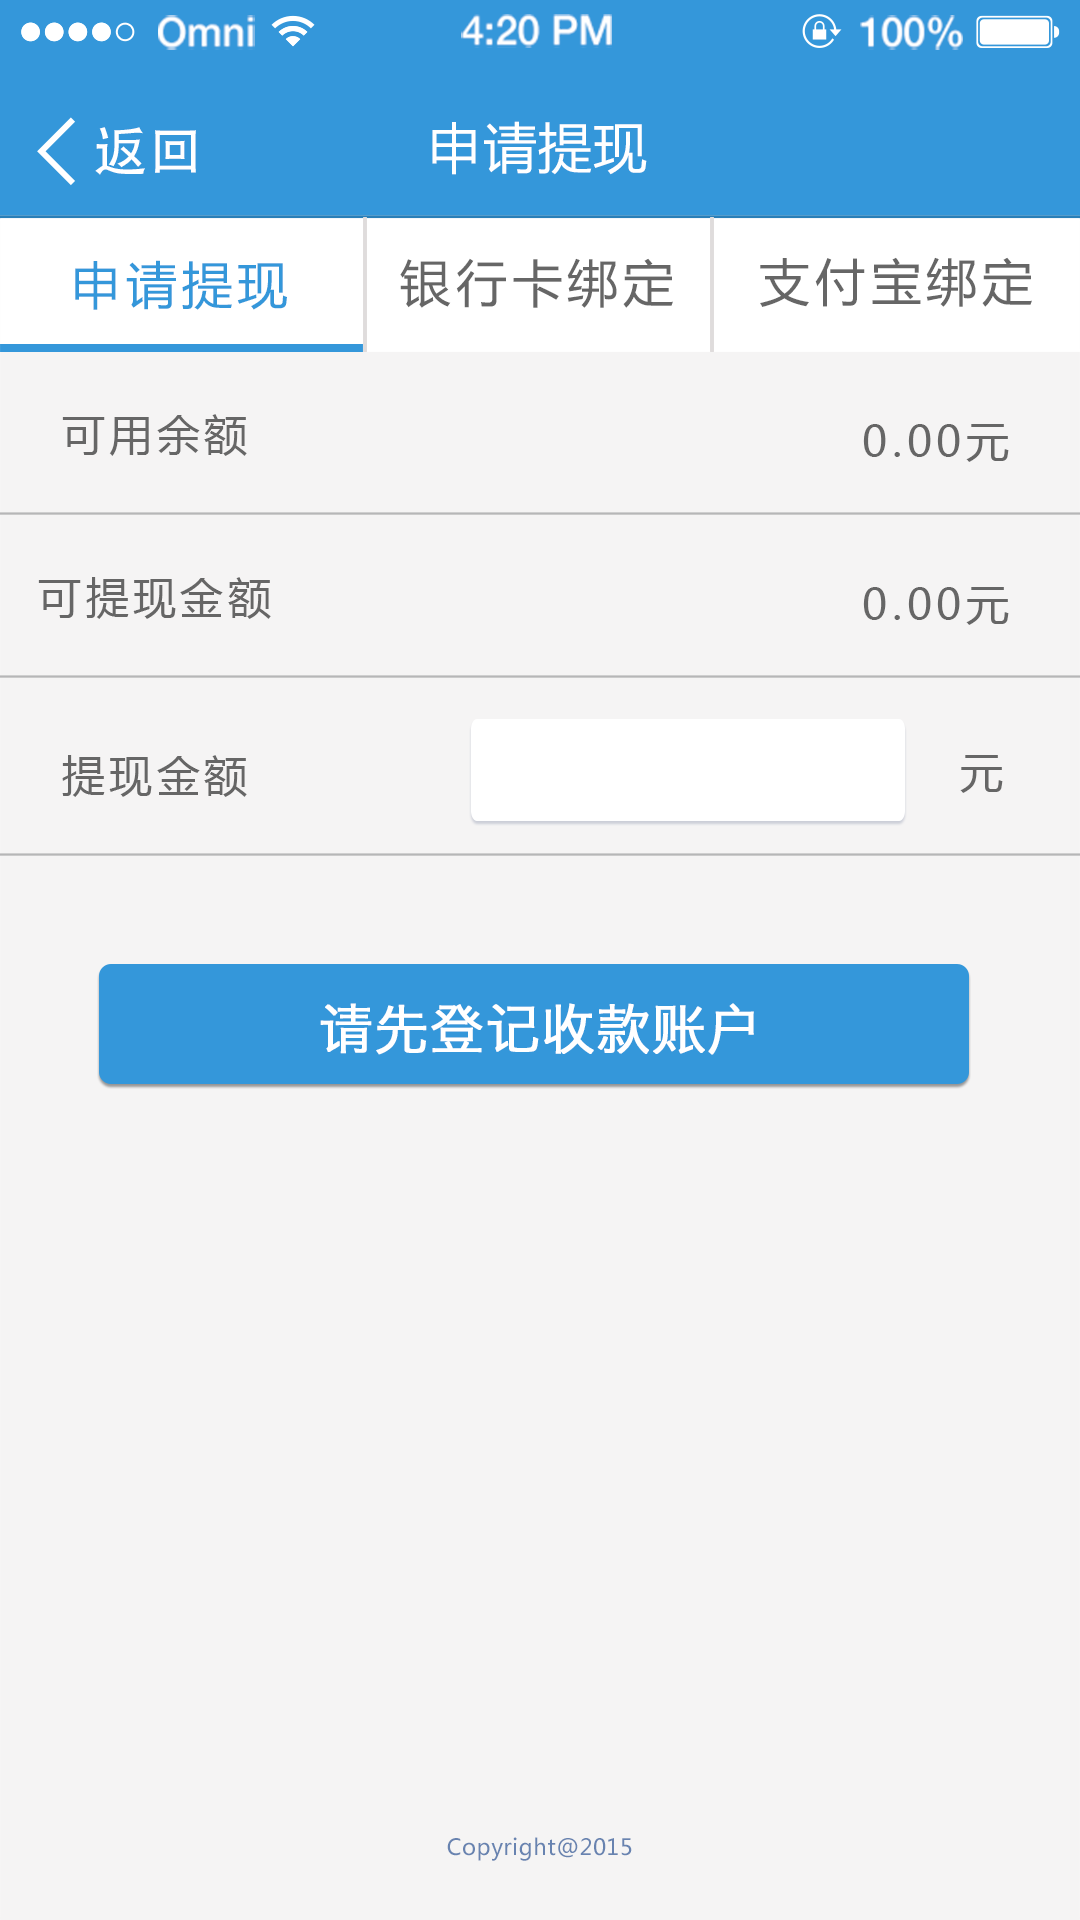 Omni 4:20 PM 100%
返回 申请提现
申请提现 银行卡绑定 支付宝绑定
可用余额 0.00元
可提现金额 0.00元
提现金额 元
请先登记收款账户
Copyright@2015